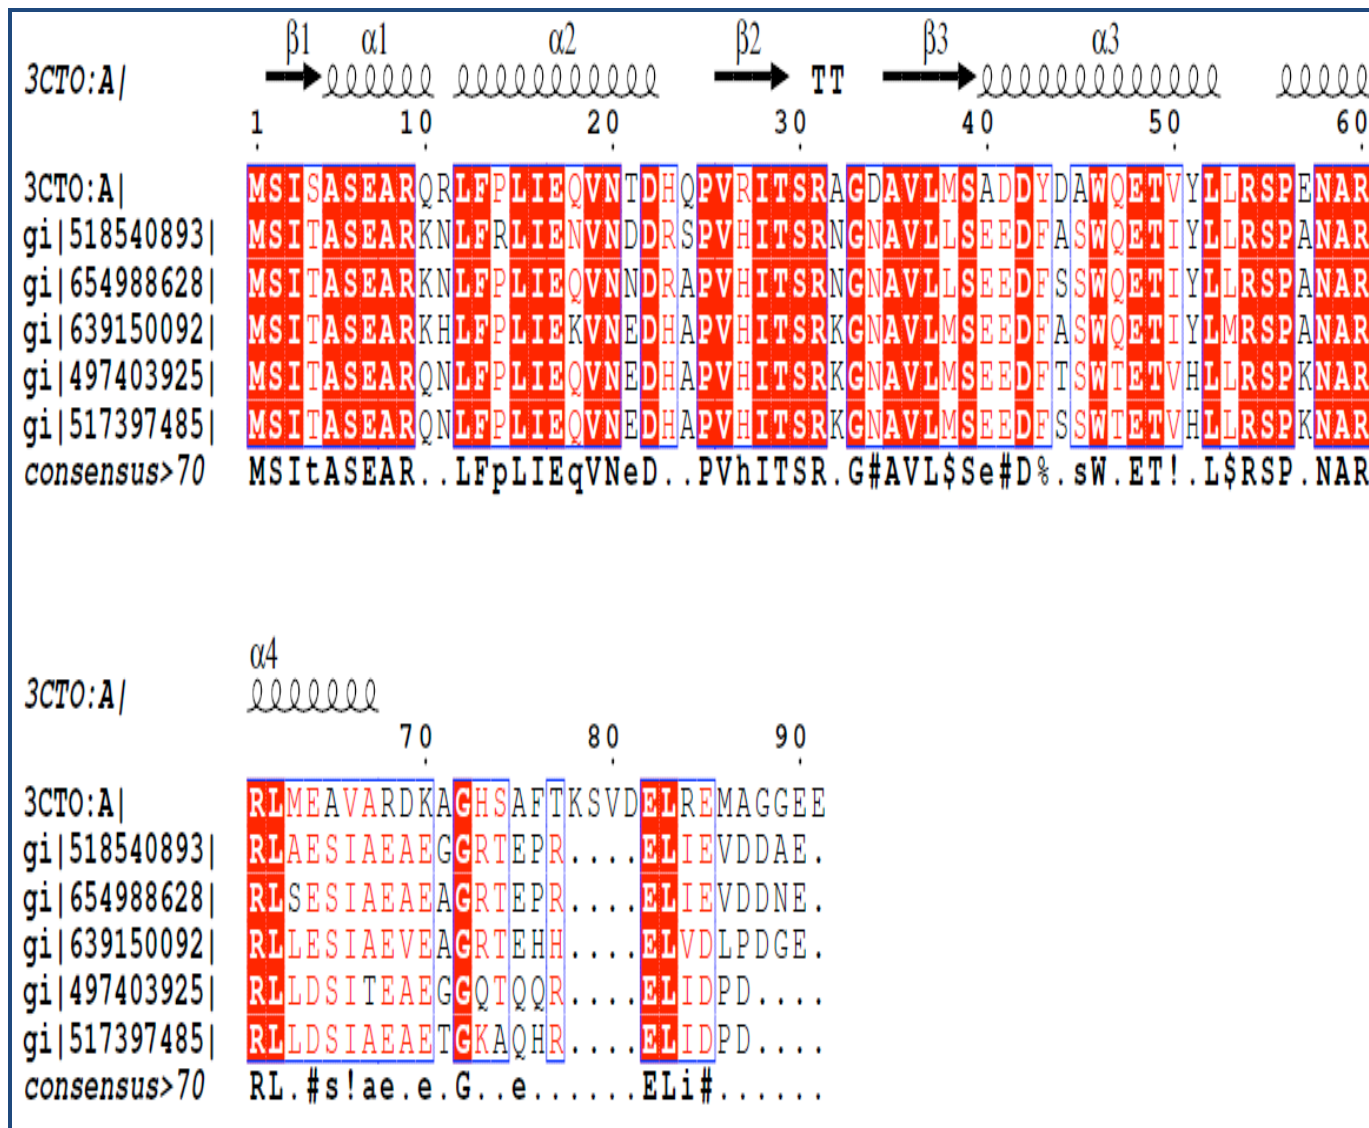 β1 α1 α2 β2 β3 α3
3CTO:A| TT
1 10 20 30 40 50 60
3CTO:A| MSISASEARQRLFPLIEQVNTDHQPVRITSRAGDAVLMSADDYDAWQETVYLLRSPENAR
gi|518540893| MSITASEARKNLFRLIENVNDDRSPVHITSRNGNAVLLSEEDFASWQETIYLLRSPANAR
gi|654988628| MSITASEARKNLFPLIEQVNNDRAPVHITSRNGNAVLLSEEDFSSWQETIYLLRSPANAR
gi|639150092| MSITASEARKHLFPLIEKVNEDHAPVHITSRKGNAVLMSEEDFASWQETIYLMRSPANAR
gi|497403925| MSITASEARQNLFPLIEQVNEDHAPVHITSRKGNAVLMSEEDFTSWTETVHLLRSPKNAR
gi|517397485| MSITASEARQNLFPLIEQVNEDHAPVHITSRKGNAVLMSEEDFSSWTETVHLLRSPKNAR
consensus>70 MSItASEAR..LFpLIEqVNeD..PVhITSR.G#AVL$Se#D%.sW.ET!.L$RSP.NAR
α4
3CTO:A|
70 80 90
3CTO:A| RLMEAVARDKAGHSAFTKSVDELREMAGGEE
gi|518540893| RLAESIAEAEGGRTEPR....ELIEVDDAE.
gi|654988628| RLSESIAEAEAGRTEPR....ELIEVDDNE.
gi|639150092| RLLESIAEVEAGRTEHH....ELVDLPDGE.
gi|497403925| RLLDSITEAEGGQTQQR....ELIDPD....
gi|517397485| RLLDSIAEAETGKAQHR....ELIDPD....
consensus>70 RL.#s!ae.e.G..e......ELi#......